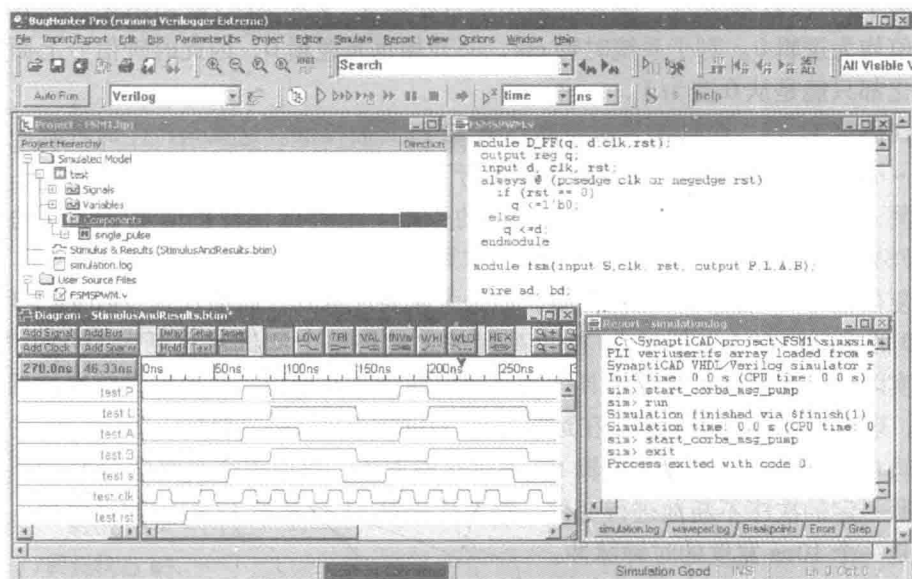 BugHunter Pro (running Verilogger Extreme)
File Import/Export Edit Bus ParameterLibs Project Editor Simulate Report View Options Window Help
Search
All Visible
Auto Run Verilog time ns help
Project - FSM1.hpj
Project Hierarchy Direction
Simulated Model
test
Signals
Variables
Components
single_pulse
Stimulus & Results (StimulusAndResults.btim)
simulation.log
User Source Files
FSMSPWM.v
FSMSPWM.v
module D_FF(q, d,clk,rst);
output reg q;
input d, clk, rst;
always @ (posedge clk or negedge rst)
if (rst == 0)
q <=1'b0;
else
q <=d;
endmodule
module fsm(input S,clk, rst, output P,L,A,B);
wire ad, bd;
Diagram - StimulusAndResults.btim*
Add Signal Add Bus Delay Setup HIGH LOW TRI VAL INVal WHI WLO HEX
Add Clock Add Spacer Hold Text
270.0ns 46.33ns 0ns 50ns 100ns 150ns 200ns 250ns
test.P
test.L
test.A
test.B
test.s
test.clk
test.rst
Report - simulation.log
C:\SynaptiCAD\project\FSM1\simxsim
PLI veriusertfs array loaded from s
SynaptiCAD VHDL/Verilog simulator r
Init time: 0.0 s (CPU time: 0.0 s)
sim> start_corba_msg_pump
sim> run
Simulation finished via $finish(1)
Simulation time: 0.0 s (CPU time: 0
sim> start_corba_msg_pump
sim> exit
Process exited with code 0.
simulation.log waveperl.log Breakpoints Errors Grep
Simulation Good INS Ln 0 Col 0